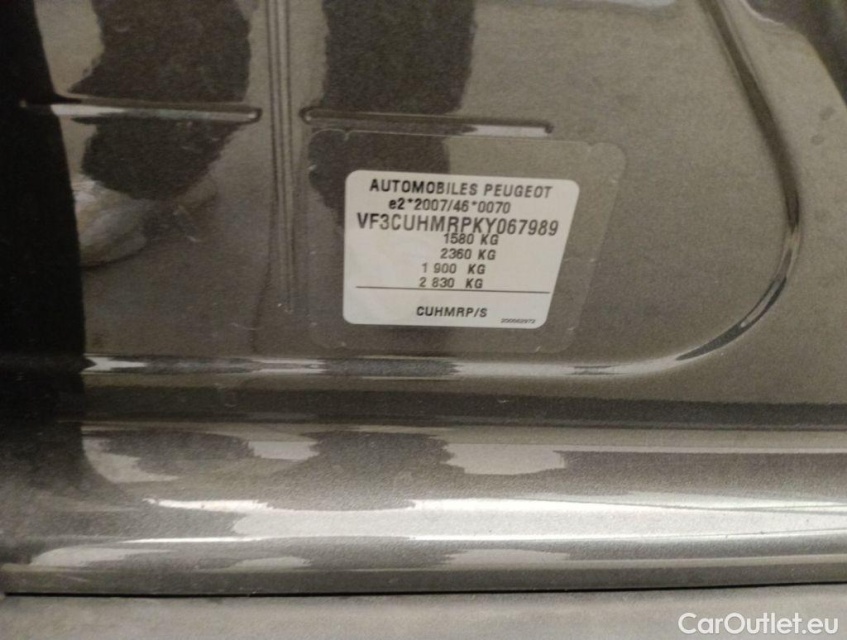 AUTOMOBILES PEUGEOT
e2*2007/46*0070
VF3CUHMRPKY067989
1580 KG
2360 KG
1 900 KG
2 830 KG
CUHMRP/S
CarOutlet.eu